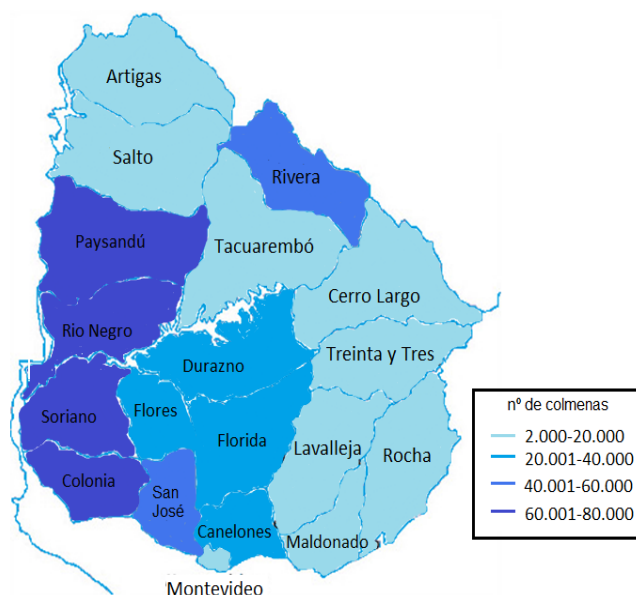 Artigas
Salto
Rivera
Paysandú
Tacuarembó
Cerro Largo
Rio Negro
Treinta y Tres
Durazno
Soriano
Flores
Florida
Lavalleja
Rocha
Colonia
San
José
Canelones
Maldonado
Montevideo
nº de colmenas
2.000-20.000
20.001-40.000
40.001-60.000
60.001-80.000